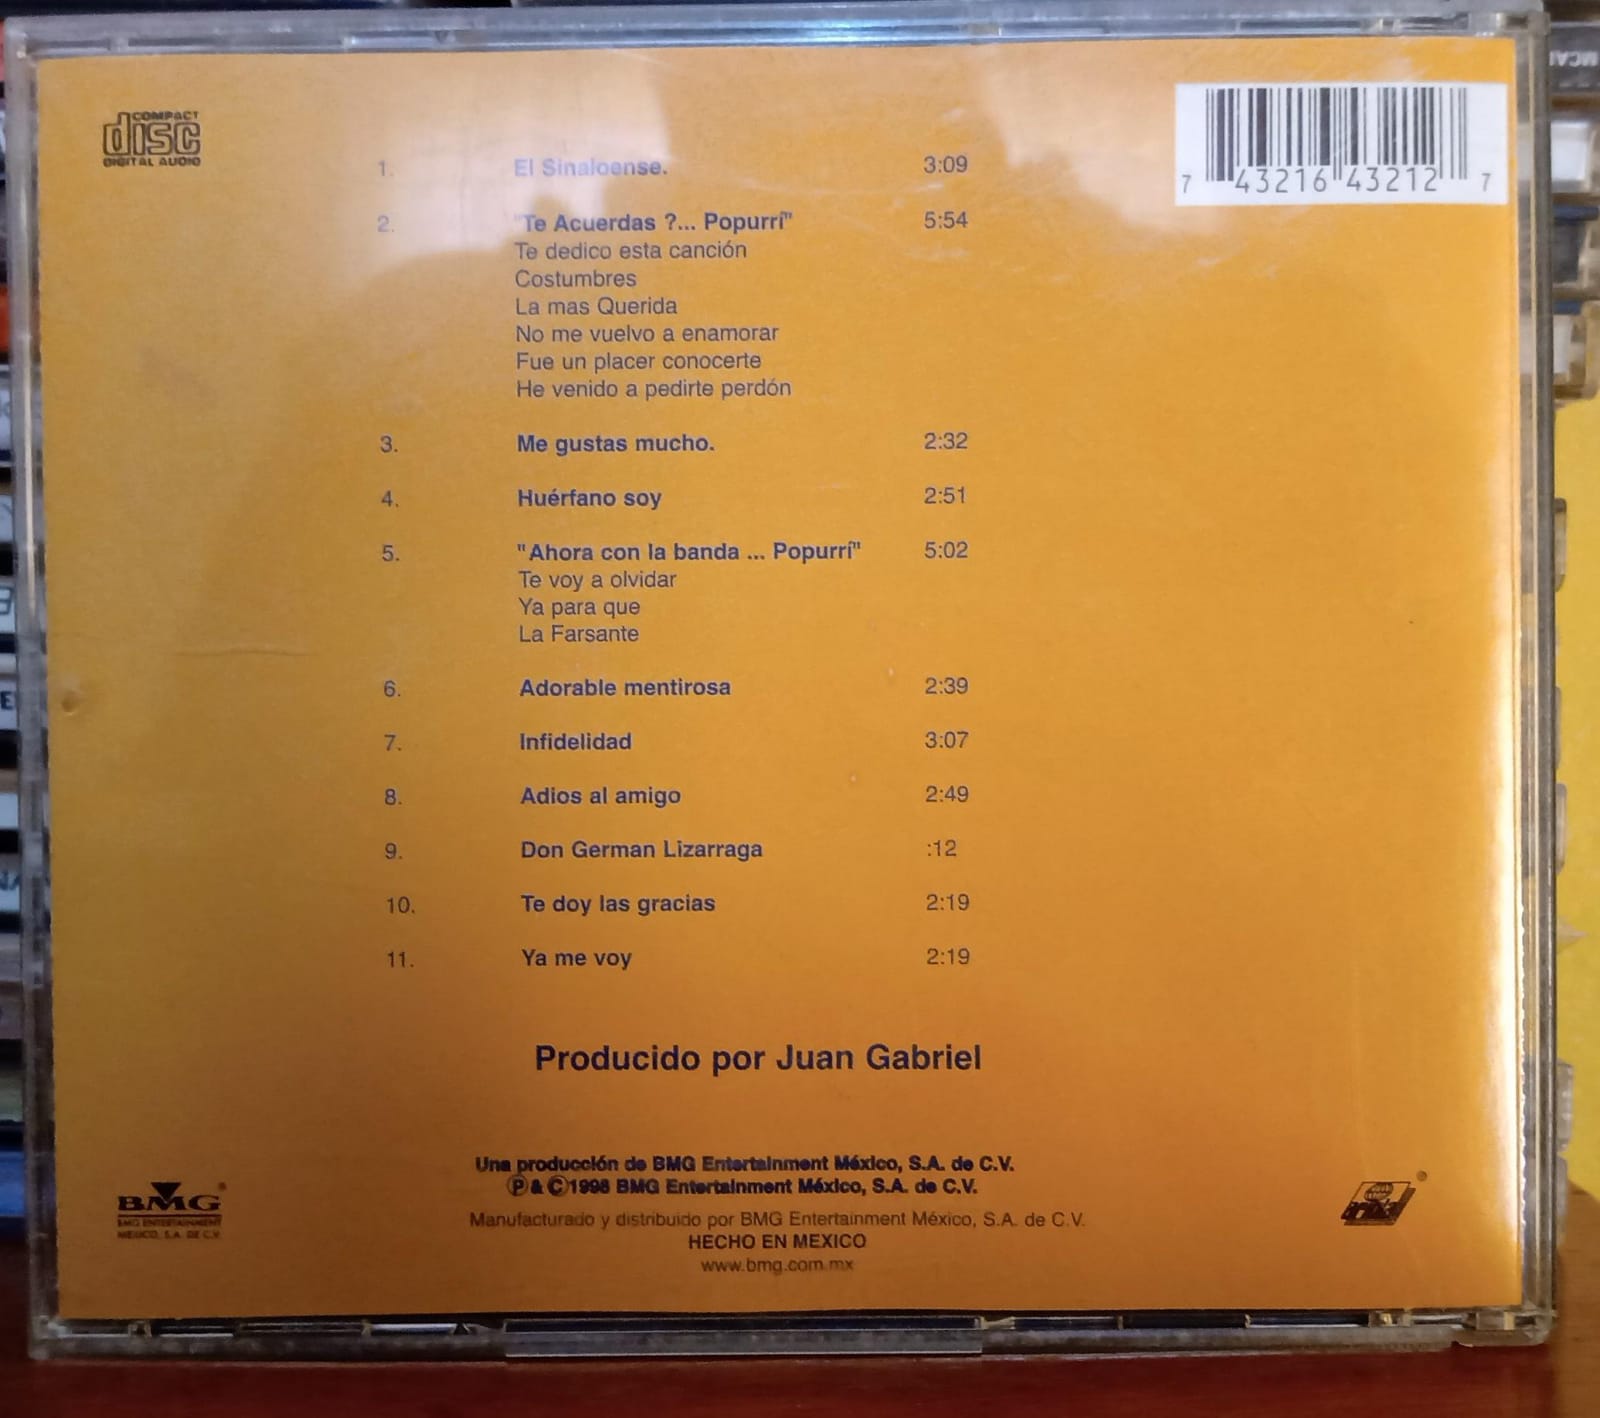 COMPACT
disc
DIGITAL AUDIO
7 43216 43212 7
1. El Sinaloense. 3:09
2. "Te Acuerdas ?... Popurrí" 5:54
Te dedico esta canción
Costumbres
La mas Querida
No me vuelvo a enamorar
Fue un placer conocerte
He venido a pedirte perdón
3. Me gustas mucho. 2:32
4. Huérfano soy 2:51
5. "Ahora con la banda ... Popurrí" 5:02
Te voy a olvidar
Ya para que
La Farsante
6. Adorable mentirosa 2:39
7. Infidelidad 3:07
8. Adios al amigo 2:49
9. Don German Lizarraga :12
10. Te doy las gracias 2:19
11. Ya me voy 2:19
Producido por Juan Gabriel
Una producción de BMG Entertainment México, S.A. de C.V.
Ⓟ & © 1998 BMG Entertainment México, S.A. de C.V.
Manufacturado y distribuido por BMG Entertainment México, S.A. de C.V.
HECHO EN MEXICO
www.bmg.com.mx
BMG
BMG ENTERTAINMENT
MEXICO, S.A. DE C.V.